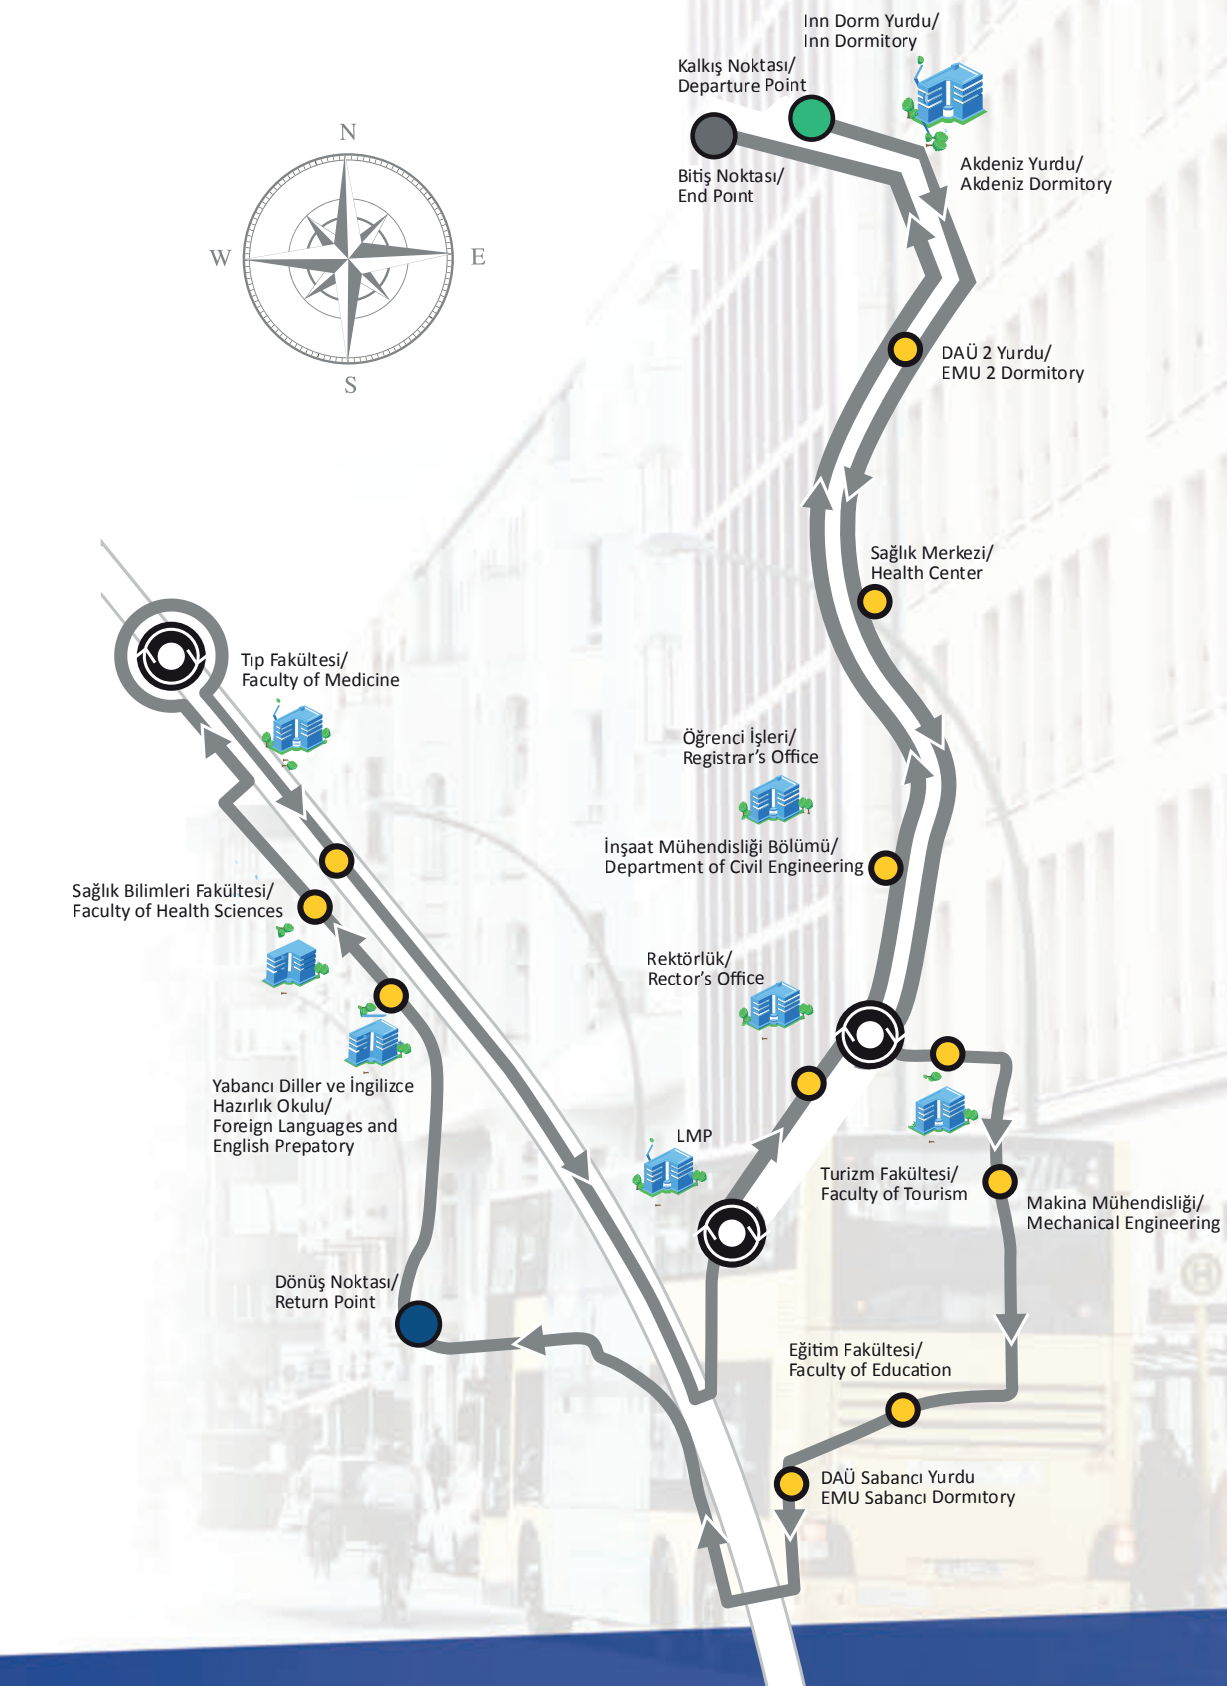 Inn Dorm Yurdu/
Inn Dormitory
Kalkış Noktası/
Departure Point
Bitiş Noktası/
End Poınt
Akdeniz Yurdu/
Akdeniz Dormitory
N
W
E
S
DAÜ 2 Yurdu/
EMU 2 Dormitory
Sağlık Merkezi/
Health Center
Tıp Fakültesi/
Faculty of Medicine
Öğrenci İşleri/
Registrar's Office
İnşaat Mühendisliği Bölümü/
Department of Civil Engineering
Sağlık Bilimleri Fakültesi/
Faculty of Health Sciences
Rektörlük/
Rector's Office
Yabancı Diller ve İngilizce
Hazırlık Okulu/
Foreign Languages and
English Prepatory
LMP
Turizm Fakültesi/
Faculty of Tourism
Makina Mühendisliği/
Mechanical Engineering
Dönüş Noktası/
Return Point
Eğitim Fakültesi/
Faculty of Education
DAÜ Sabancı Yurdu
EMU Sabancı Dormıtory
H